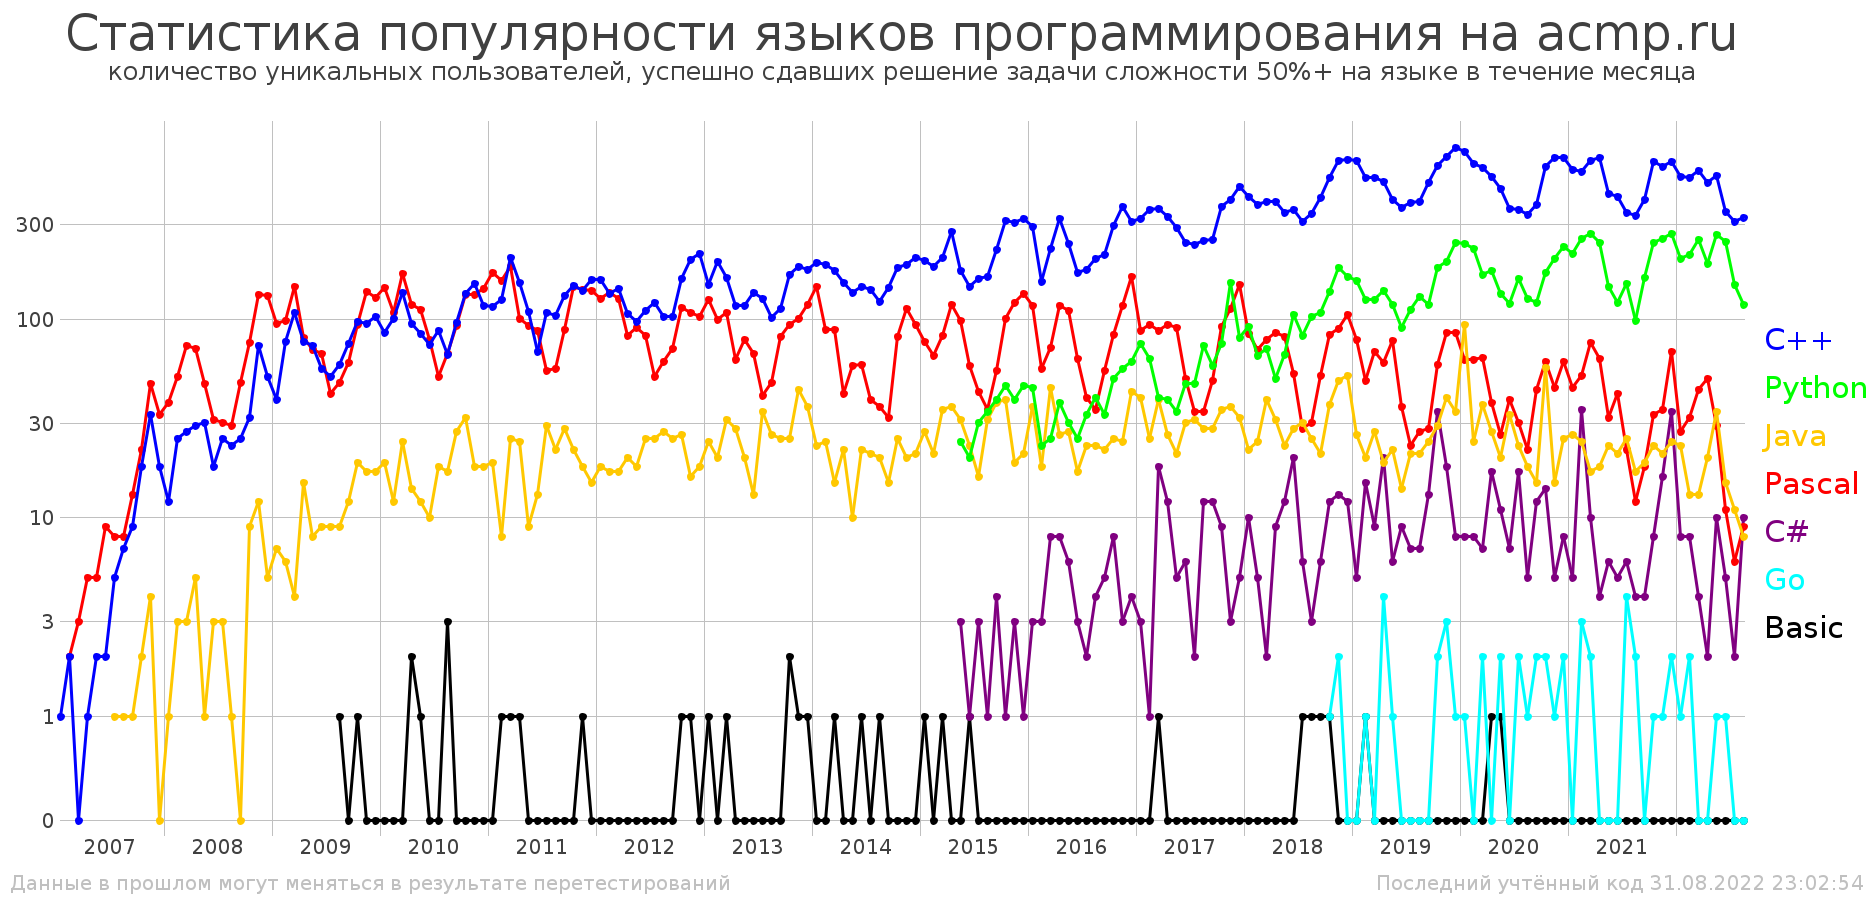 Статистика популярности языков программирования на acmp.ru
количество уникальных пользователей, успешно сдавших решение задачи сложности 50%+ на языке в течение месяца
300
100
30
10
3
1
0
C++
Python
Java
Pascal
C#
Go
Basic
2007 2008 2009 2010 2011 2012 2013 2014 2015 2016 2017 2018 2019 2020 2021
Данные в прошлом могут меняться в результате перетестирований
Последний учтённый код 31.08.2022 23:02:54